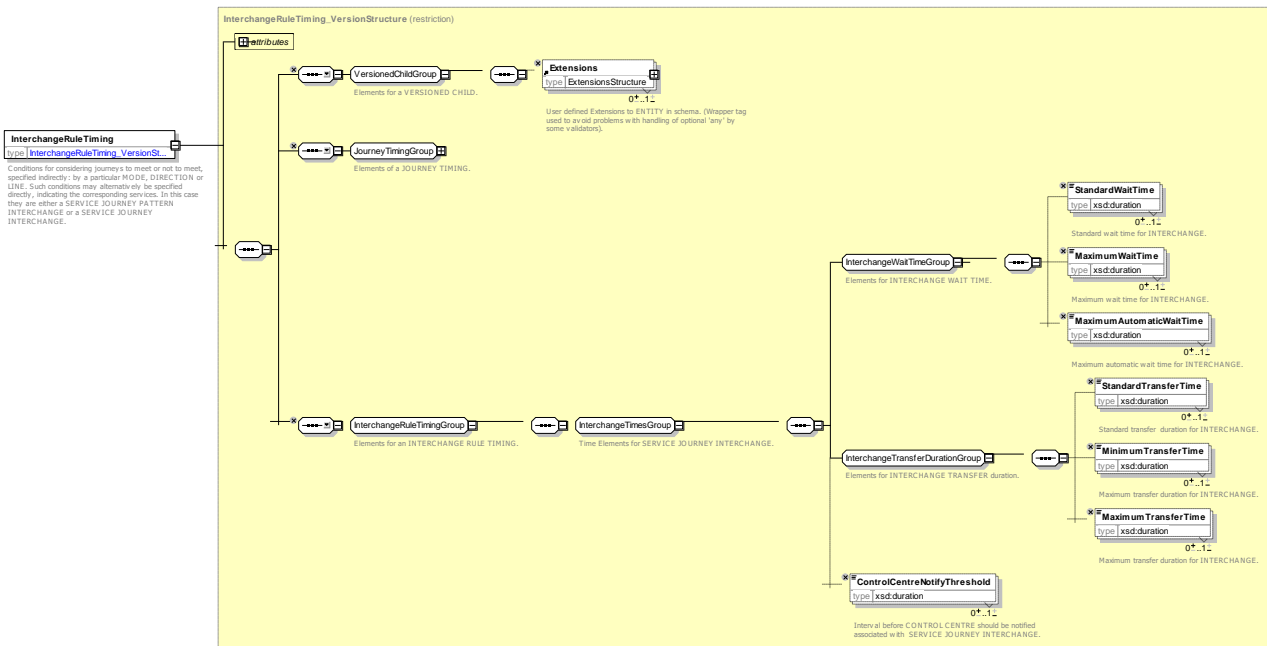 InterchangeRuleTiming_VersionStructure (restriction)
attributes
VersionedChildGroup
Elements for a VERSIONED CHILD.
Extensions
type ExtensionsStructure
0..1
User defined Extensions to ENTITY in schema. (Wrapper tag
used to avoid problems with handling of optional 'any' by
some validators).
InterchangeRuleTiming
type InterchangeRuleTiming_VersionSt...
Conditions for considering journeys to meet or not to meet,
specified indirectly: by a particular MODE, DIRECTION or
LINE. Such conditions may alternatively be specified
directly, indicating the corresponding services. In this case
they are either a SERVICE JOURNEY PATTERN
INTERCHANGE or a SERVICE JOURNEY
INTERCHANGE.
JourneyTimingGroup
Elements of a JOURNEY TIMING.
InterchangeRuleTimingGroup
Elements for an INTERCHANGE RULE TIMING.
InterchangeTimesGroup
Time Elements for SERVICE JOURNEY INTERCHANGE.
InterchangeWaitTimeGroup
Elements for INTERCHANGE WAIT TIME.
StandardWaitTime
type xsd:duration
0..1
Standard wait time for INTERCHANGE.
MaximumWaitTime
type xsd:duration
0..1
Maximum wait time for INTERCHANGE.
MaximumAutomaticWaitTime
type xsd:duration
0..1
Maximum automatic wait time for INTERCHANGE.
InterchangeTransferDurationGroup
Elements for INTERCHANGE TRANSFER duration.
StandardTransferTime
type xsd:duration
0..1
Standard transfer duration for INTERCHANGE.
MinimumTransferTime
type xsd:duration
0..1
Maximum transfer duration for INTERCHANGE.
MaximumTransferTime
type xsd:duration
0..1
Maximum transfer duration for INTERCHANGE.
ControlCentreNotifyThreshold
type xsd:duration
0..1
Interval before CONTROL CENTRE should be notified
associated with SERVICE JOURNEY INTERCHANGE.